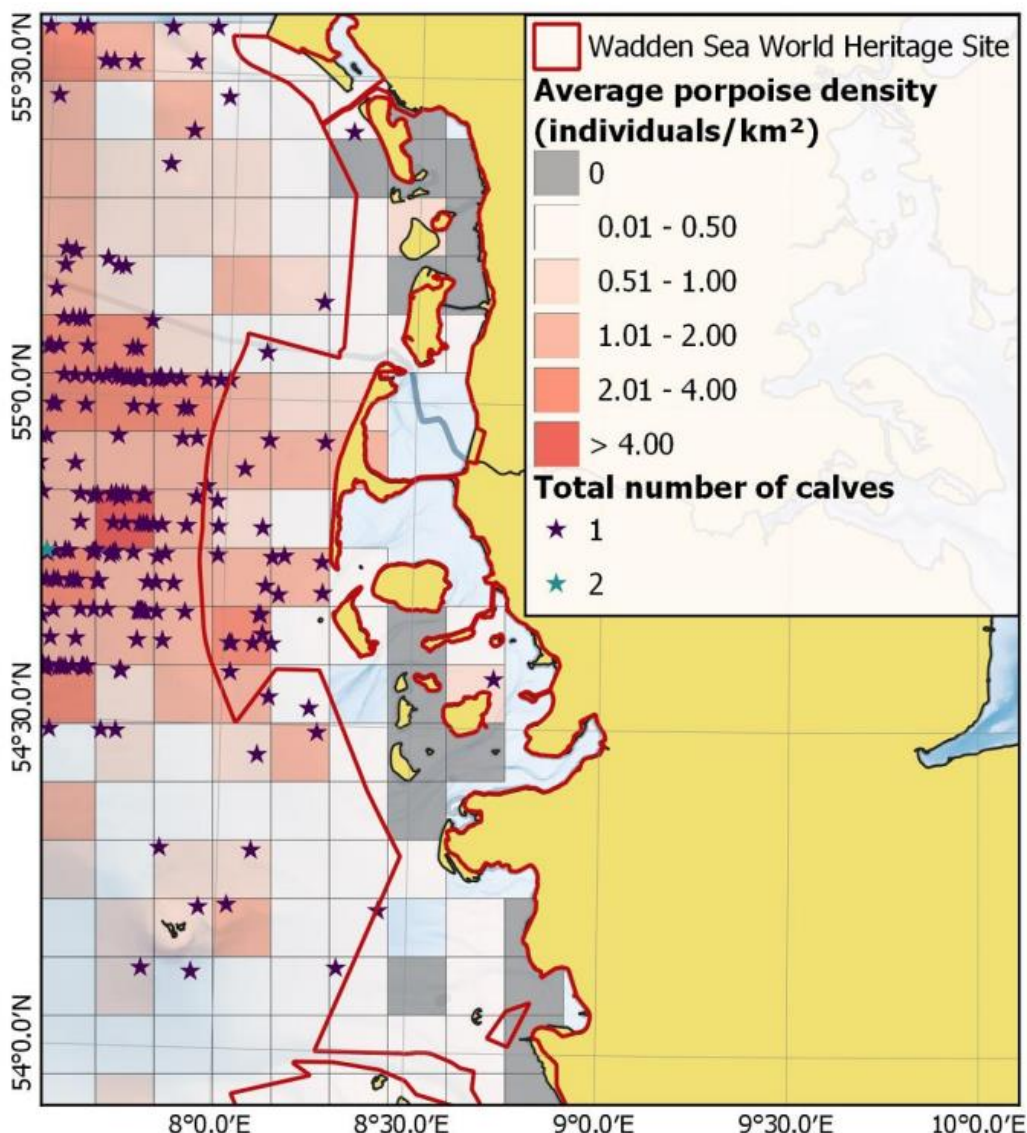 Wadden Sea World Heritage Site
Average porpoise density
(individuals/km²)
0
0.01 - 0.50
0.51 - 1.00
1.01 - 2.00
2.01 - 4.00
> 4.00
Total number of calves
1
2
55°30.0'N
55°0.0'N
54°30.0'N
54°0.0'N
8°0.0'E
8°30.0'E
9°0.0'E
9°30.0'E
10°0.0'E